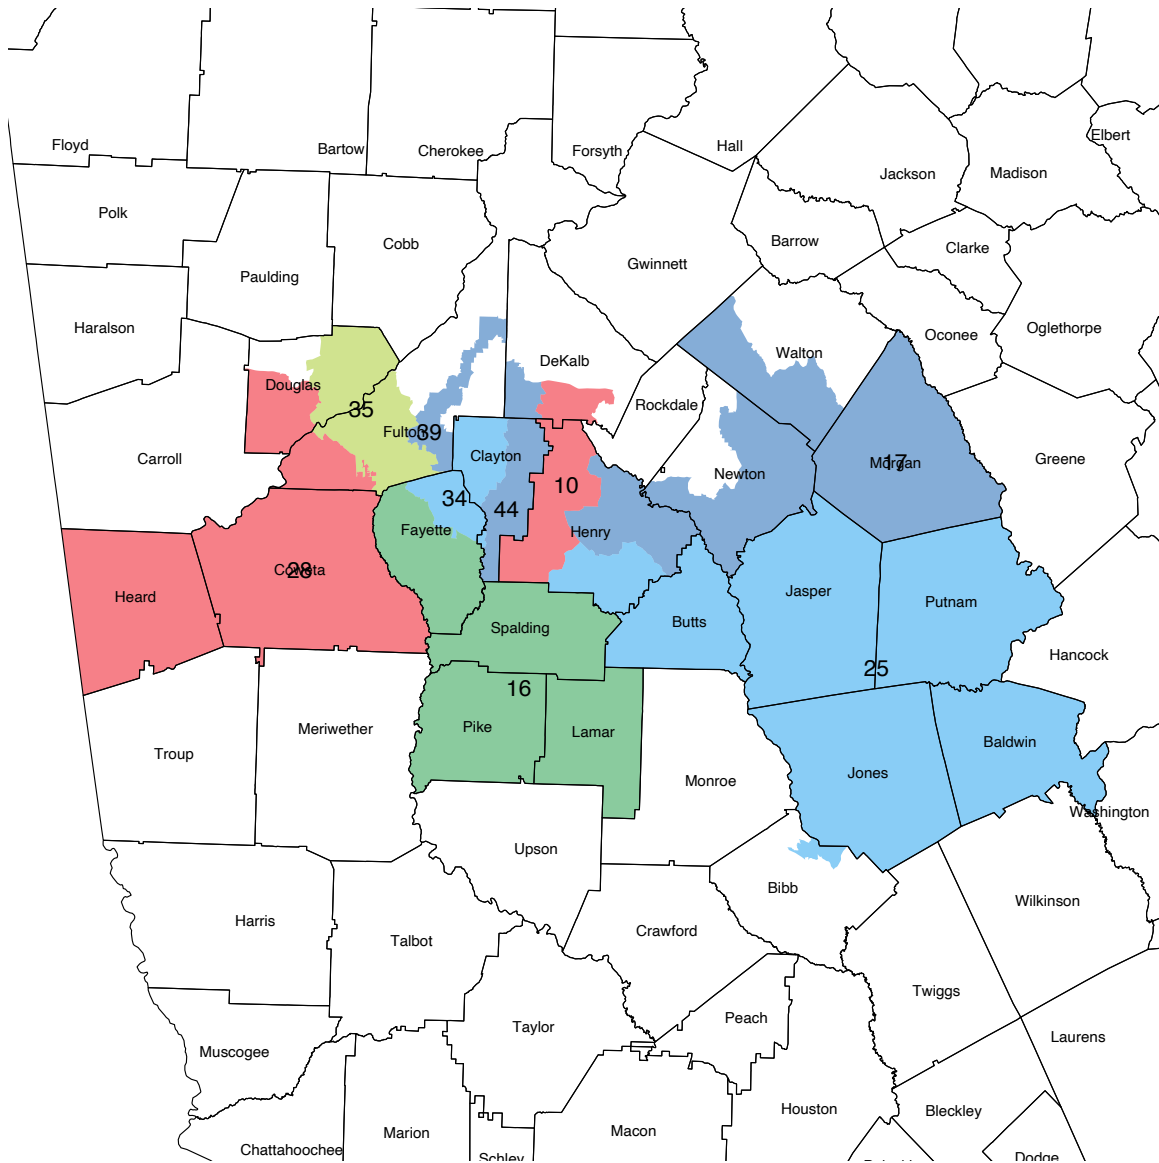 Floyd
Bartow
Cherokee
Forsyth
Hall
Elbert
Jackson
Madison
Polk
Cobb
Barrow
Clarke
Paulding
Gwinnett
Haralson
Oconee
Oglethorpe
Walton
DeKalb
Douglas
Rockdale
35
Fulton
39
Carroll
Clayton
Newton
Morgan
17
Greene
10
34
44
Fayette
Henry
Coweta
28
Heard
Jasper
Putnam
Butts
Spalding
Hancock
25
16
Pike
Lamar
Meriwether
Troup
Baldwin
Jones
Monroe
Washington
Upson
Bibb
Wilkinson
Harris
Talbot
Crawford
Twiggs
Peach
Taylor
Laurens
Muscogee
Houston
Bleckley
Marion
Macon
Chattahoochee
Schley
Dodge